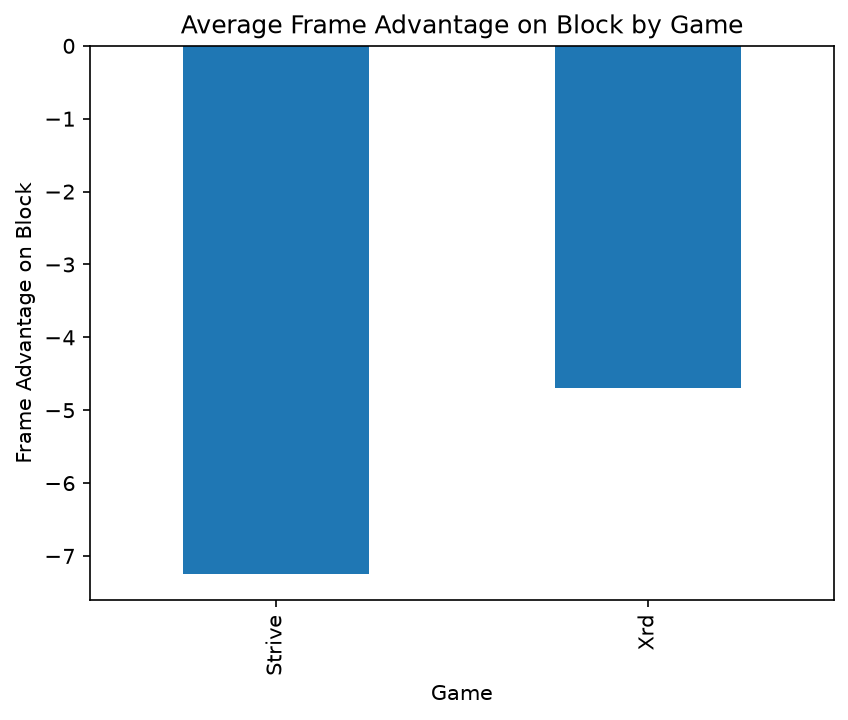 Average Frame Advantage on Block by Game
Frame Advantage on Block
0
−1
−2
−3
−4
−5
−6
−7
Strive
Xrd
Game